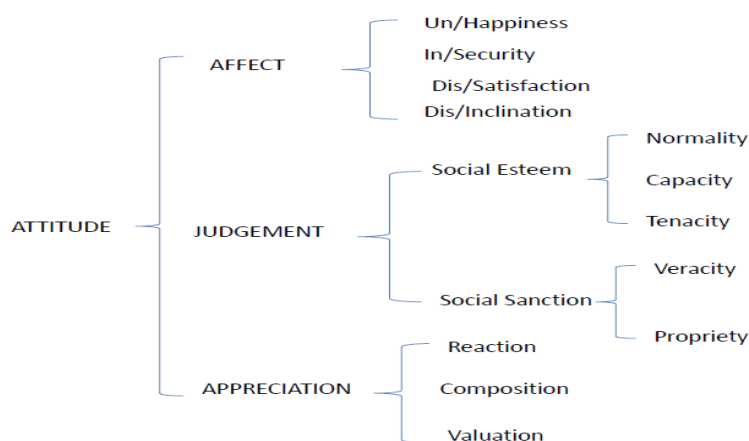 Un/Happiness
AFFECT
In/Security
Dis/Satisfaction
Dis/Inclination
Normality
Social Esteem
Capacity
Tenacity
ATTITUDE
JUDGEMENT
Veracity
Social Sanction
Propriety
Reaction
APPRECIATION
Composition
Valuation